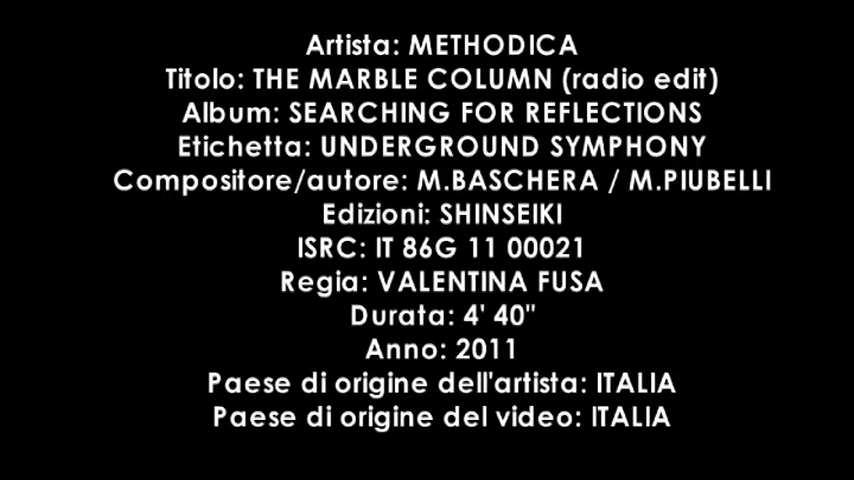 Artista: METHODICA
Titolo: THE MARBLE COLUMN (radio edit)
Album: SEARCHING FOR REFLECTIONS
Etichetta: UNDERGROUND SYMPHONY
Compositore/autore: M.BASCHERA / M.PIUBELLI
Edizioni: SHINSEIKI
ISRC: IT 86G 11 00021
Regia: VALENTINA FUSA
Durata: 4' 40"
Anno: 2011
Paese di origine dell'artista: ITALIA
Paese di origine del video: ITALIA